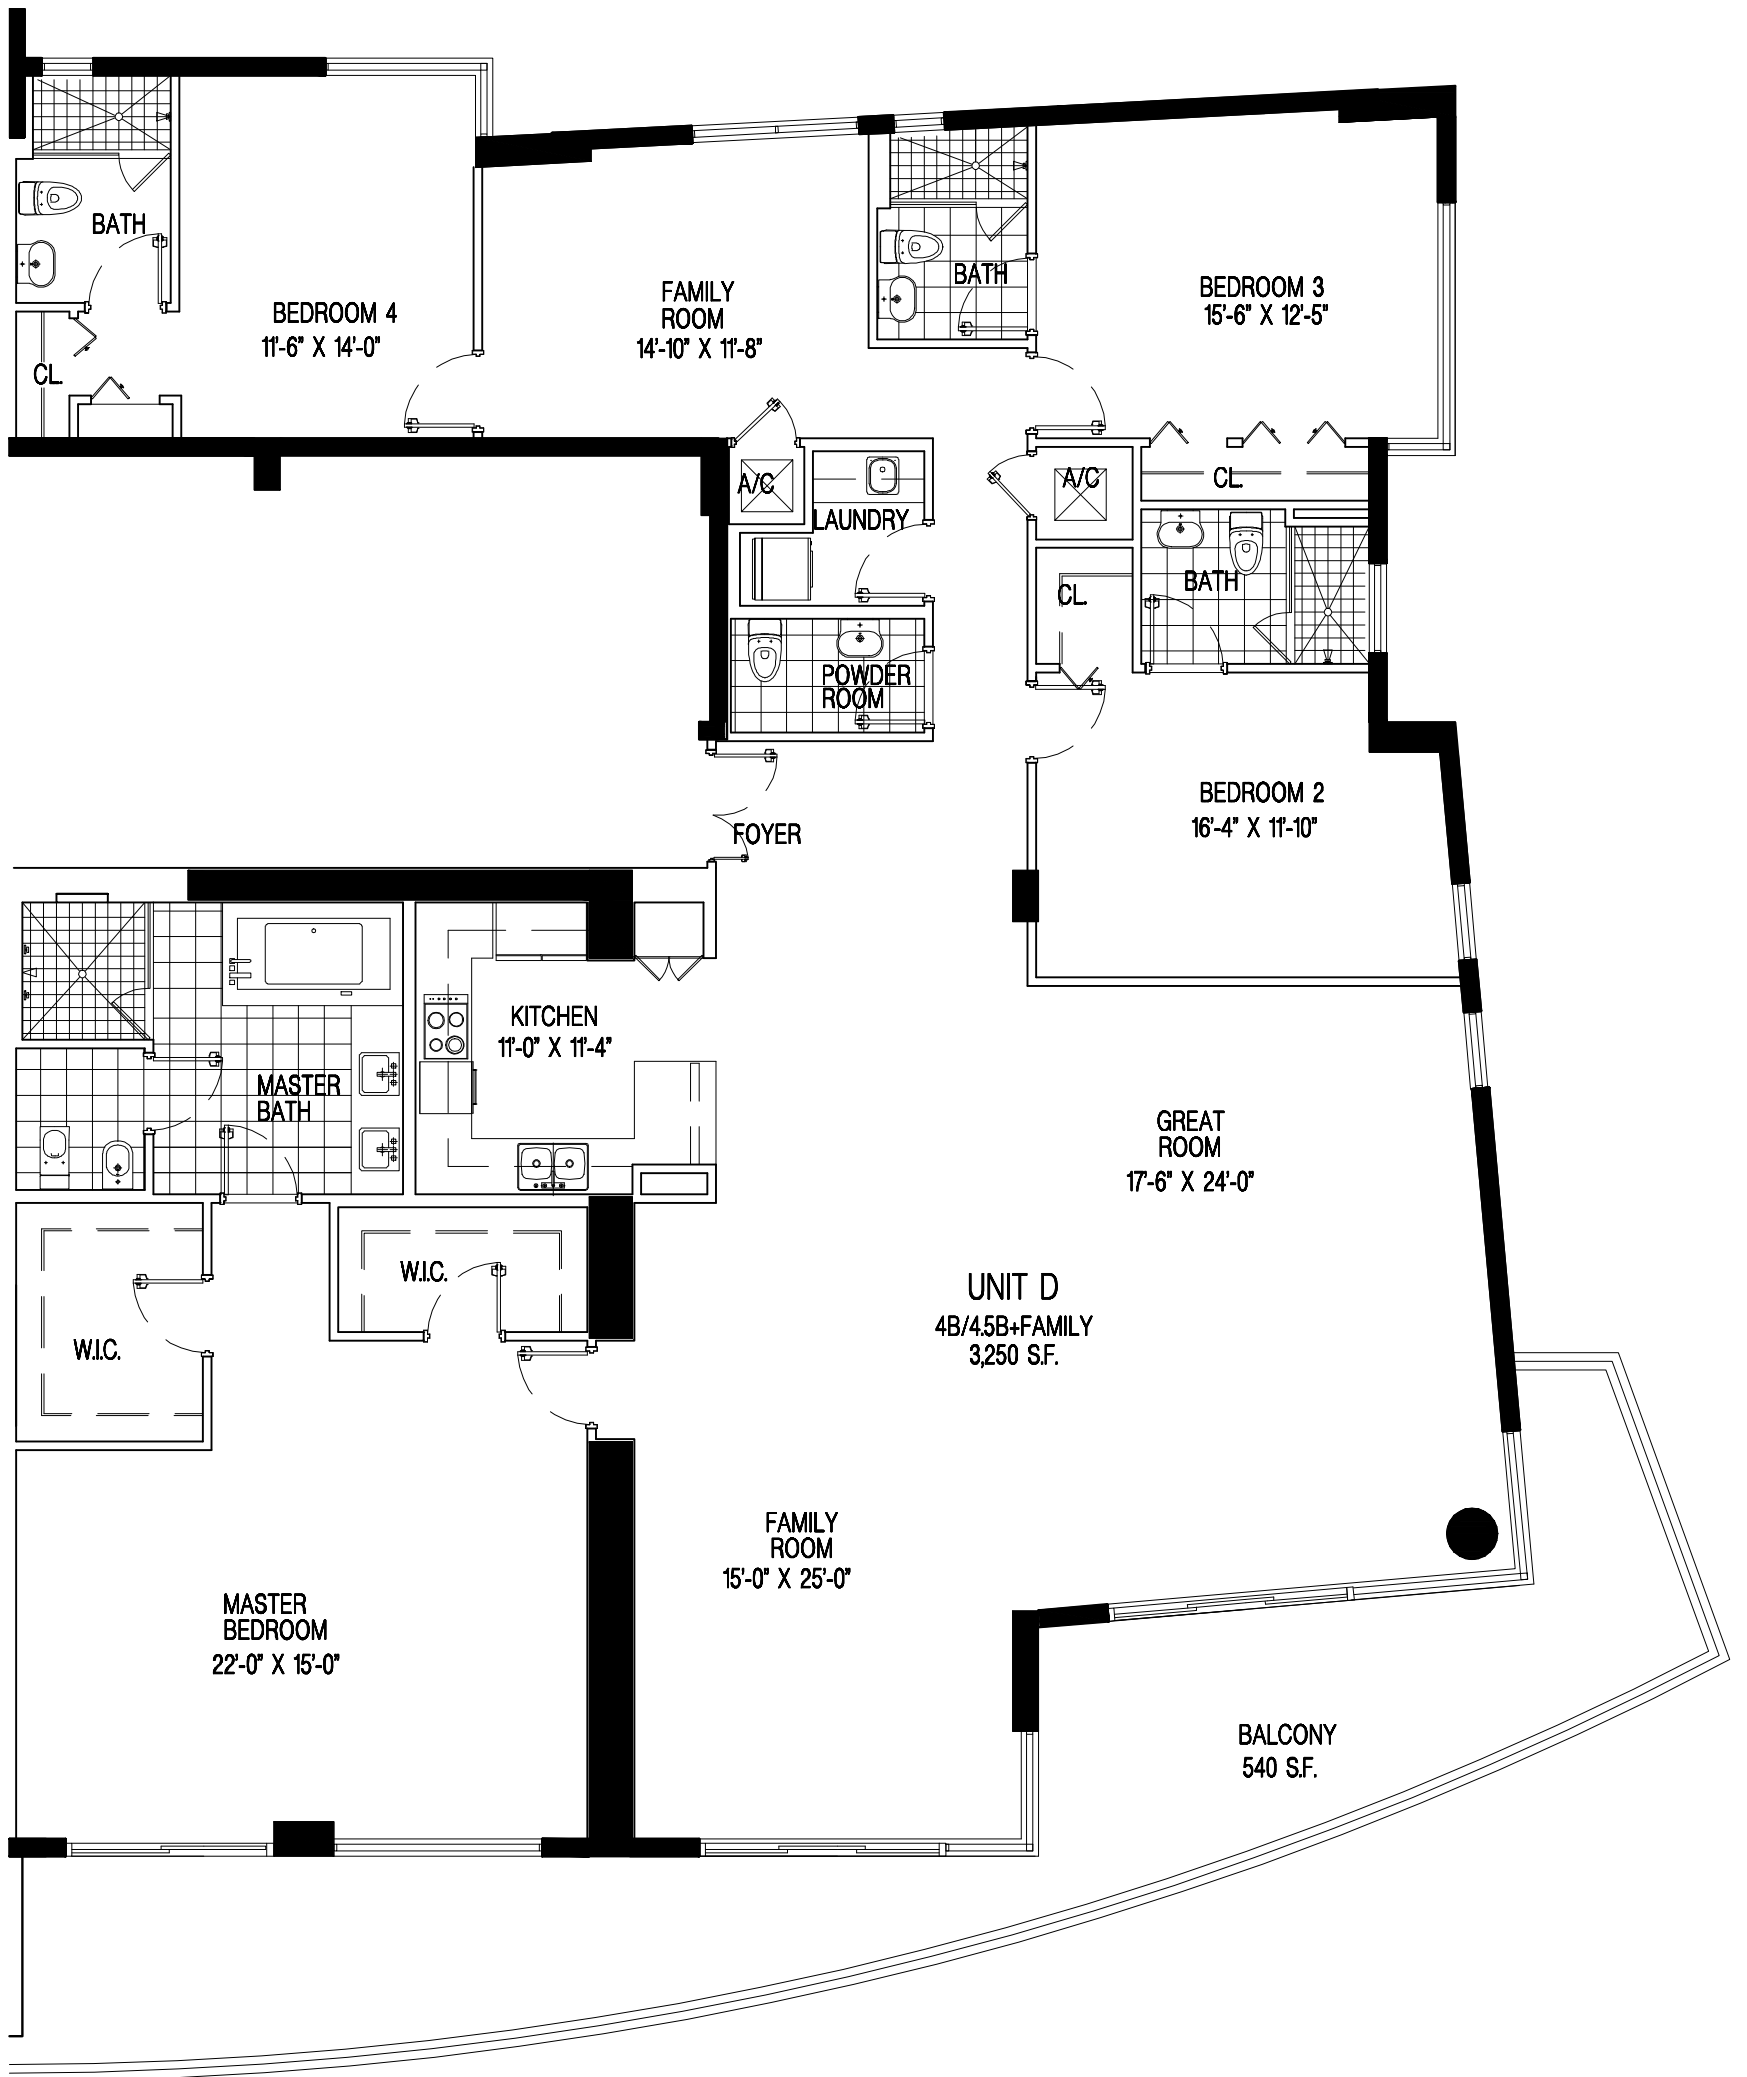 BATH
BEDROOM 4
11'-6" X 14'-0"
CL.
FAMILY
ROOM
14'-10" X 11'-8"
BATH
BEDROOM 3
15'-6" X 12'-5"
A/C
LAUNDRY
A/C
CL.
CL.
BATH
POWDER
ROOM
FOYER
BEDROOM 2
16'-4" X 11'-10"
KITCHEN
11'-0" X 11'-4"
MASTER
BATH
GREAT
ROOM
17'-6" X 24'-0"
W.I.C.
W.I.C.
UNIT D
4B/4.5B+FAMILY
3,250 S.F.
FAMILY
ROOM
15'-0" X 25'-0"
MASTER
BEDROOM
22'-0" X 15'-0"
BALCONY
540 S.F.